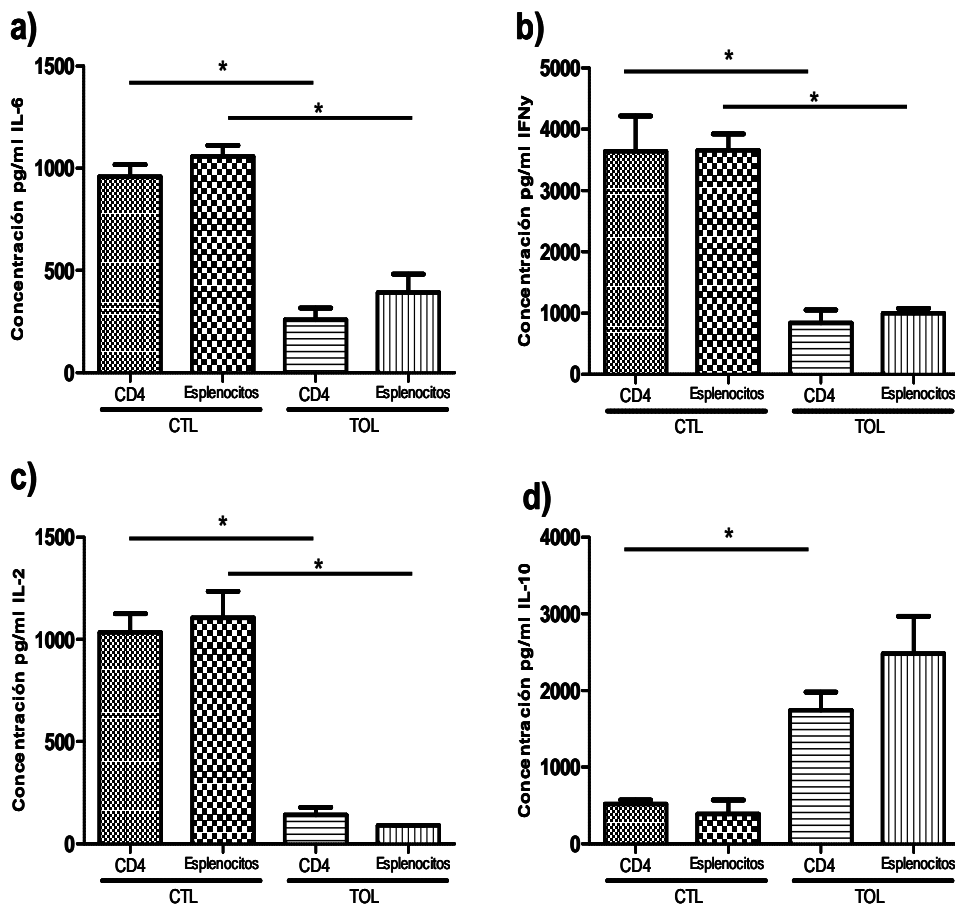 a)
Concentración pg/ml IL-6
1500
1000
500
0
*
*
CD4 Esplenocitos CD4 Esplenocitos
CTL TOL
b)
Concentración pg/ml IFNy
5000
4000
3000
2000
1000
0
*
*
CD4 Esplenocitos CD4 Esplenocitos
CTL TOL
c)
Concentración pg/ml IL-2
1500
1000
500
0
*
*
CD4 Esplenocitos CD4 Esplenocitos
CTL TOL
d)
Concentración pg/ml IL-10
4000
3000
2000
1000
0
*
CD4 Esplenocitos CD4 Esplenocitos
CTL TOL